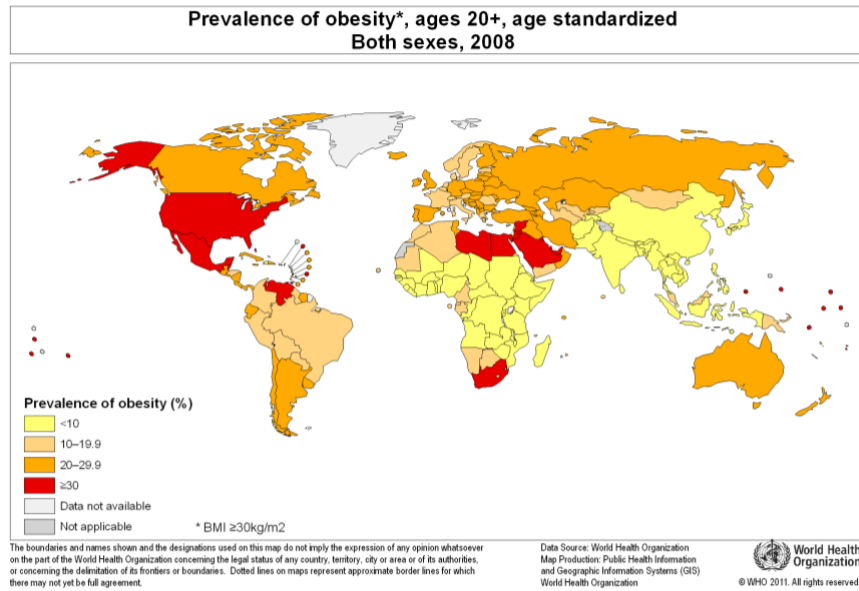 Prevalence of obesity*, ages 20+, age standardized
Both sexes, 2008
Prevalence of obesity (%)
<10
10–19.9
20–29.9
≥30
Data not available
Not applicable
* BMI ≥30kg/m2
The boundaries and names shown and the designations used on this map do not imply the expression of any opinion whatsoever
on the part of the World Health Organization concerning the legal status of any country, territory, city or area or of its authorities,
or concerning the delimitation of its frontiers or boundaries. Dotted lines on maps represent approximate border lines for which
there may not yet be full agreement.
Data Source: World Health Organization
Map Production: Public Health Information
and Geographic Information Systems (GIS)
World Health Organization
World Health
Organization
© WHO 2011. All rights reserved